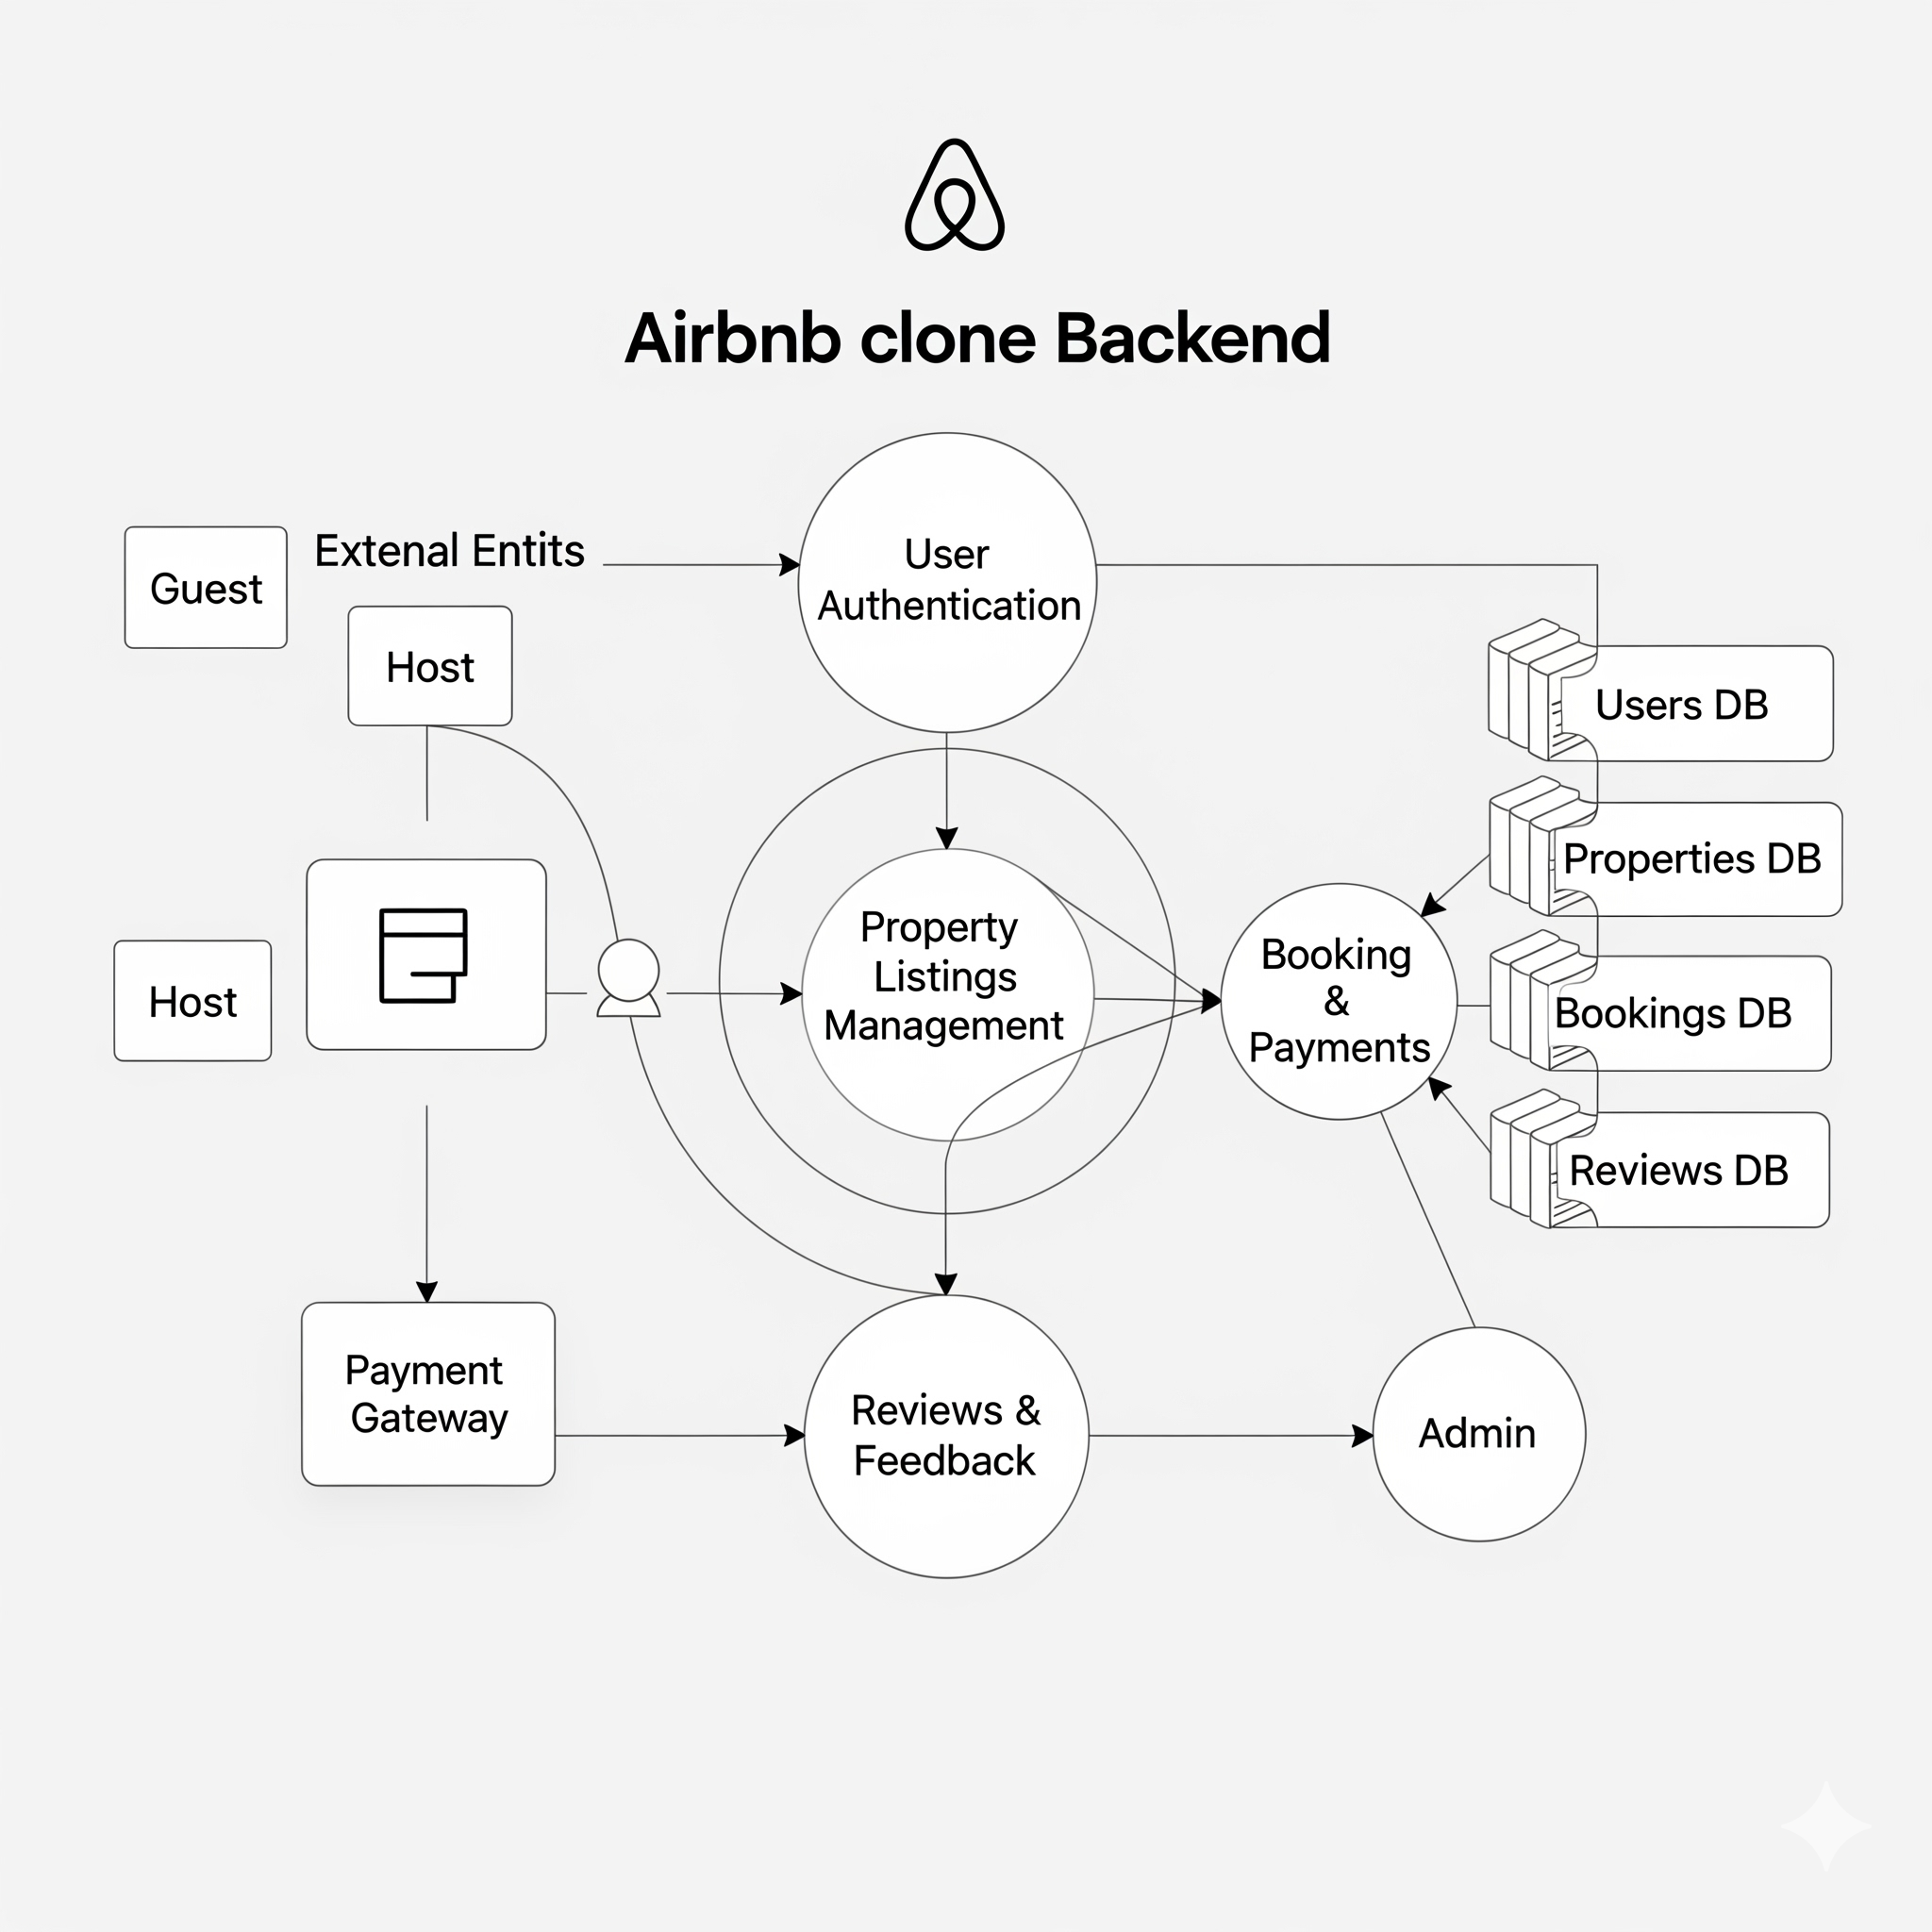 Airbnb clone Backend
Guest
Extenal Entits
Host
User
Authentication
Users DB
Properties DB
Property
Listings
Management
Booking
&
Payments
Host
Bookings DB
Reviews DB
Payment
Gateway
Reviews &
Feedback
Admin